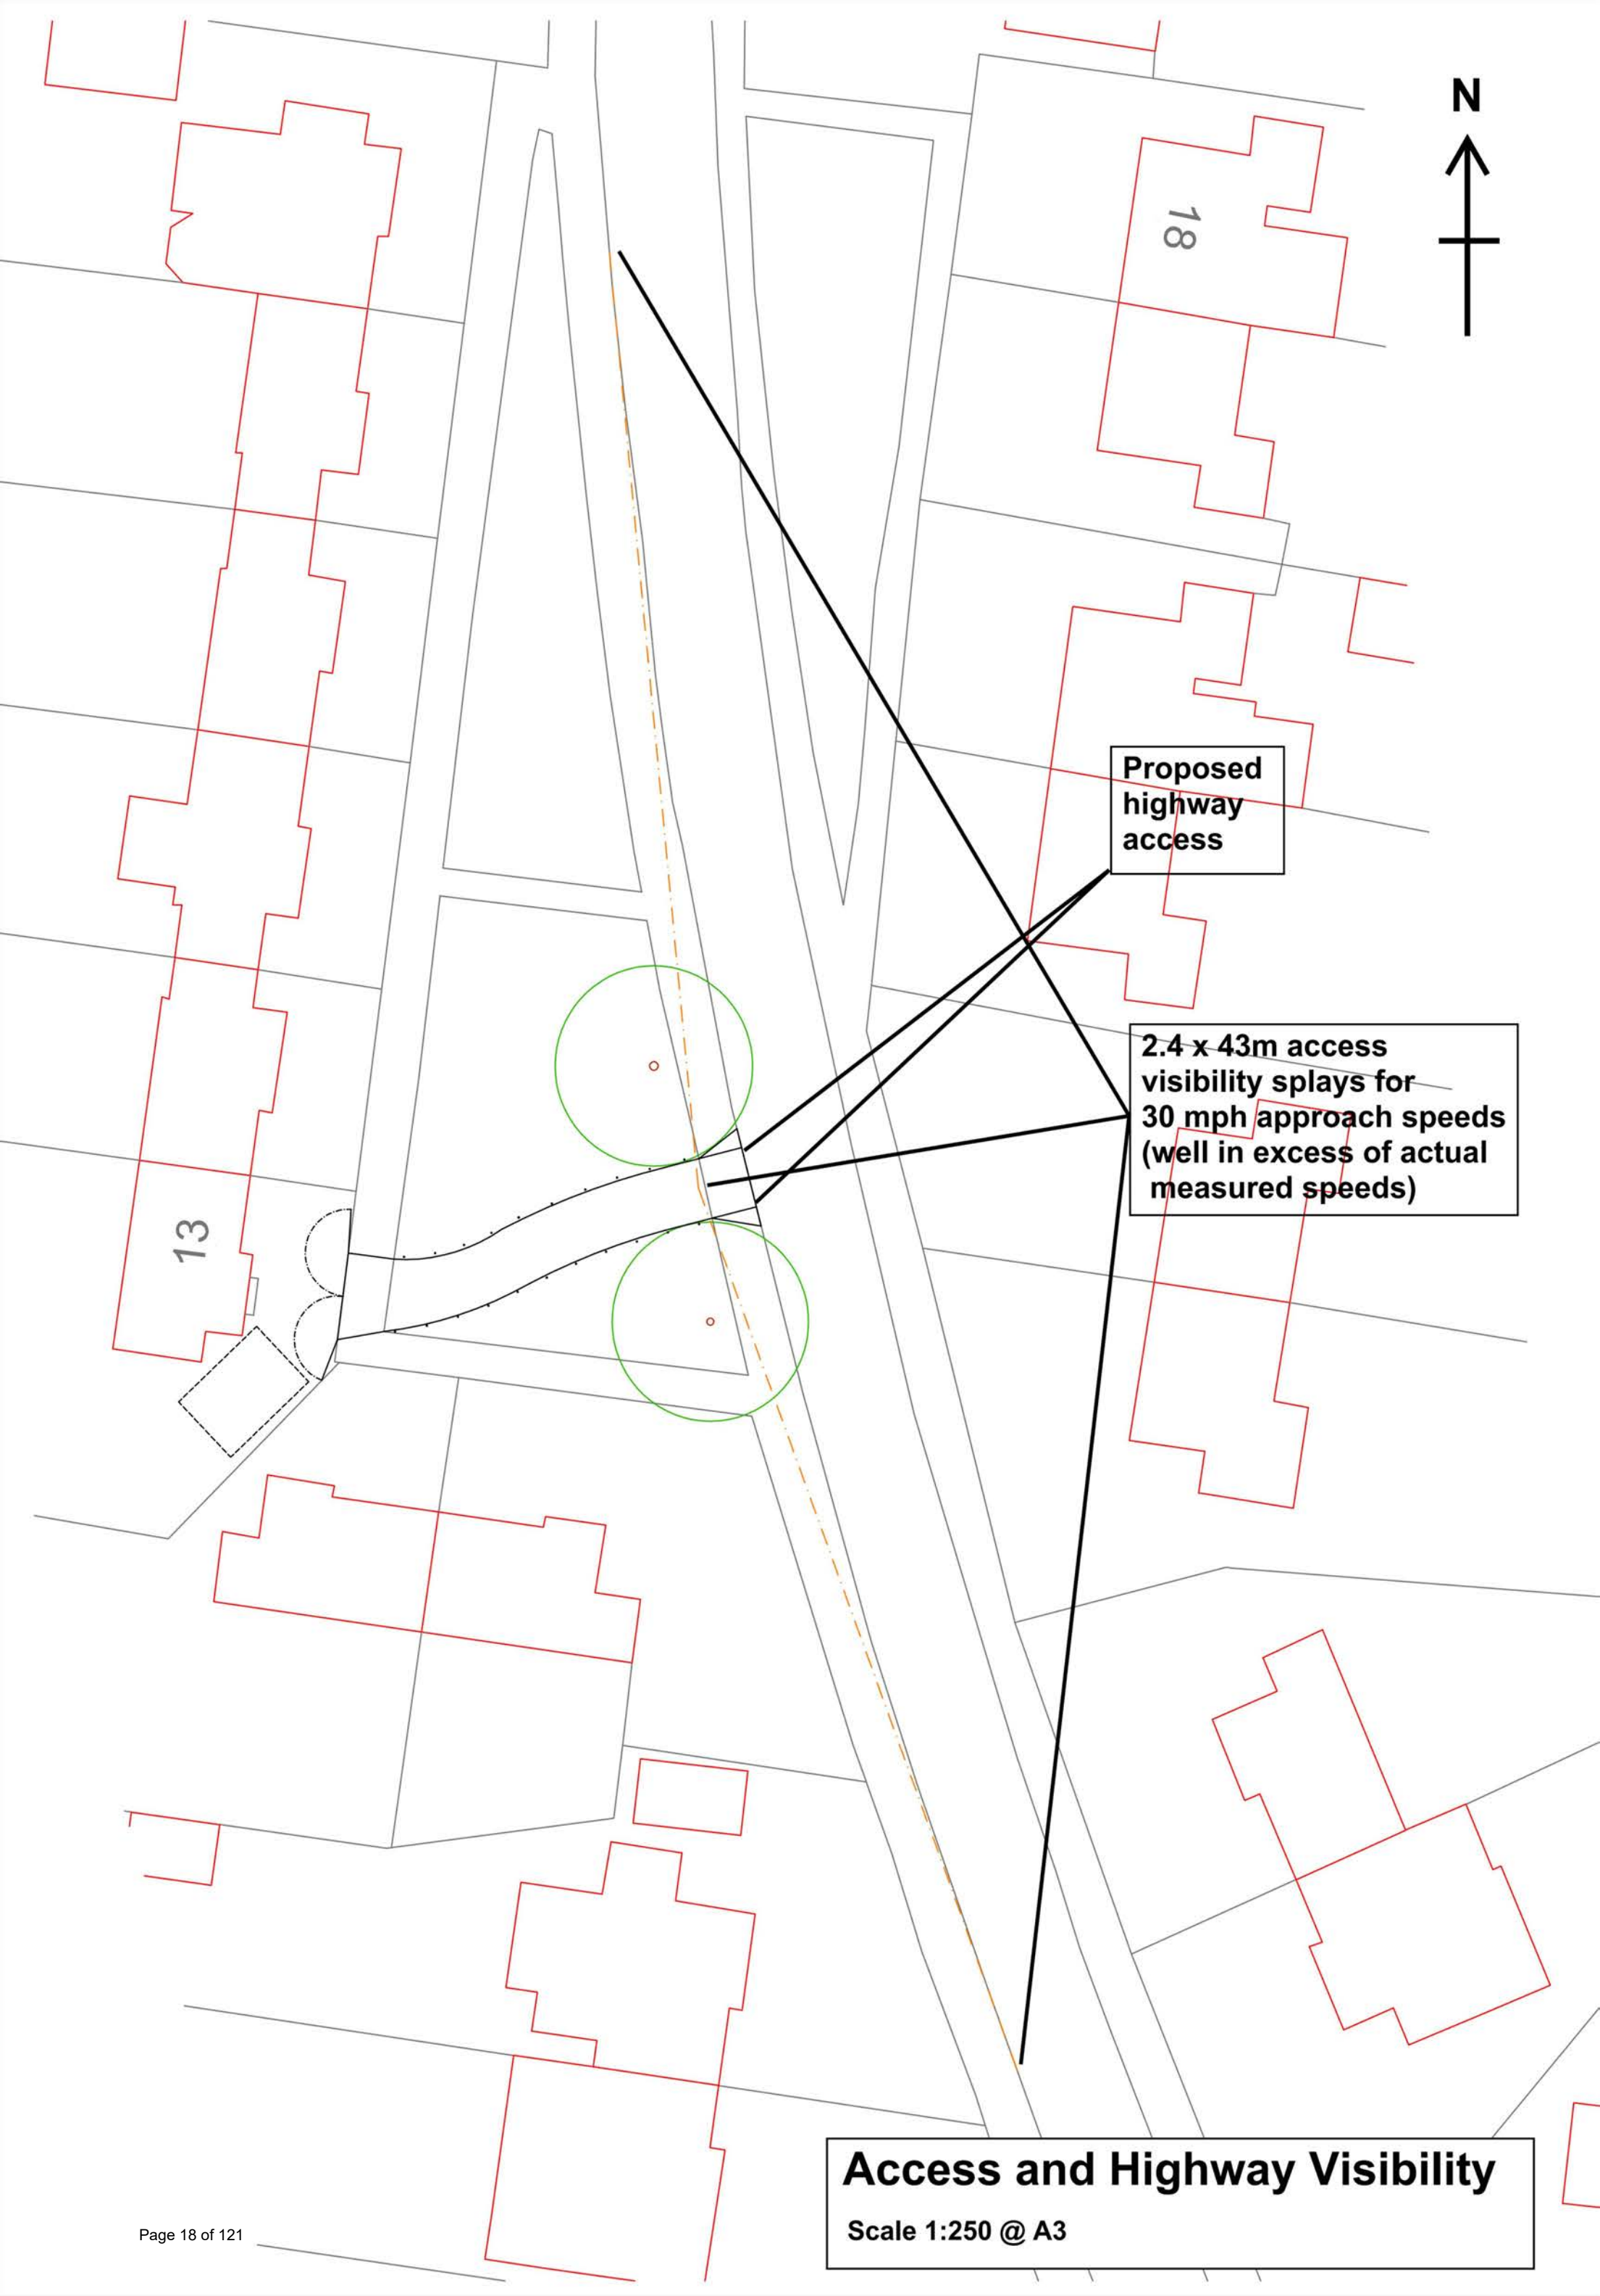 N
18
Proposed
highway
access
2.4 x 43m access
visibility splays for
30 mph approach speeds
(well in excess of actual
measured speeds)
13
Access and Highway Visibility
Scale 1:250 @ A3
Page 18 of 121